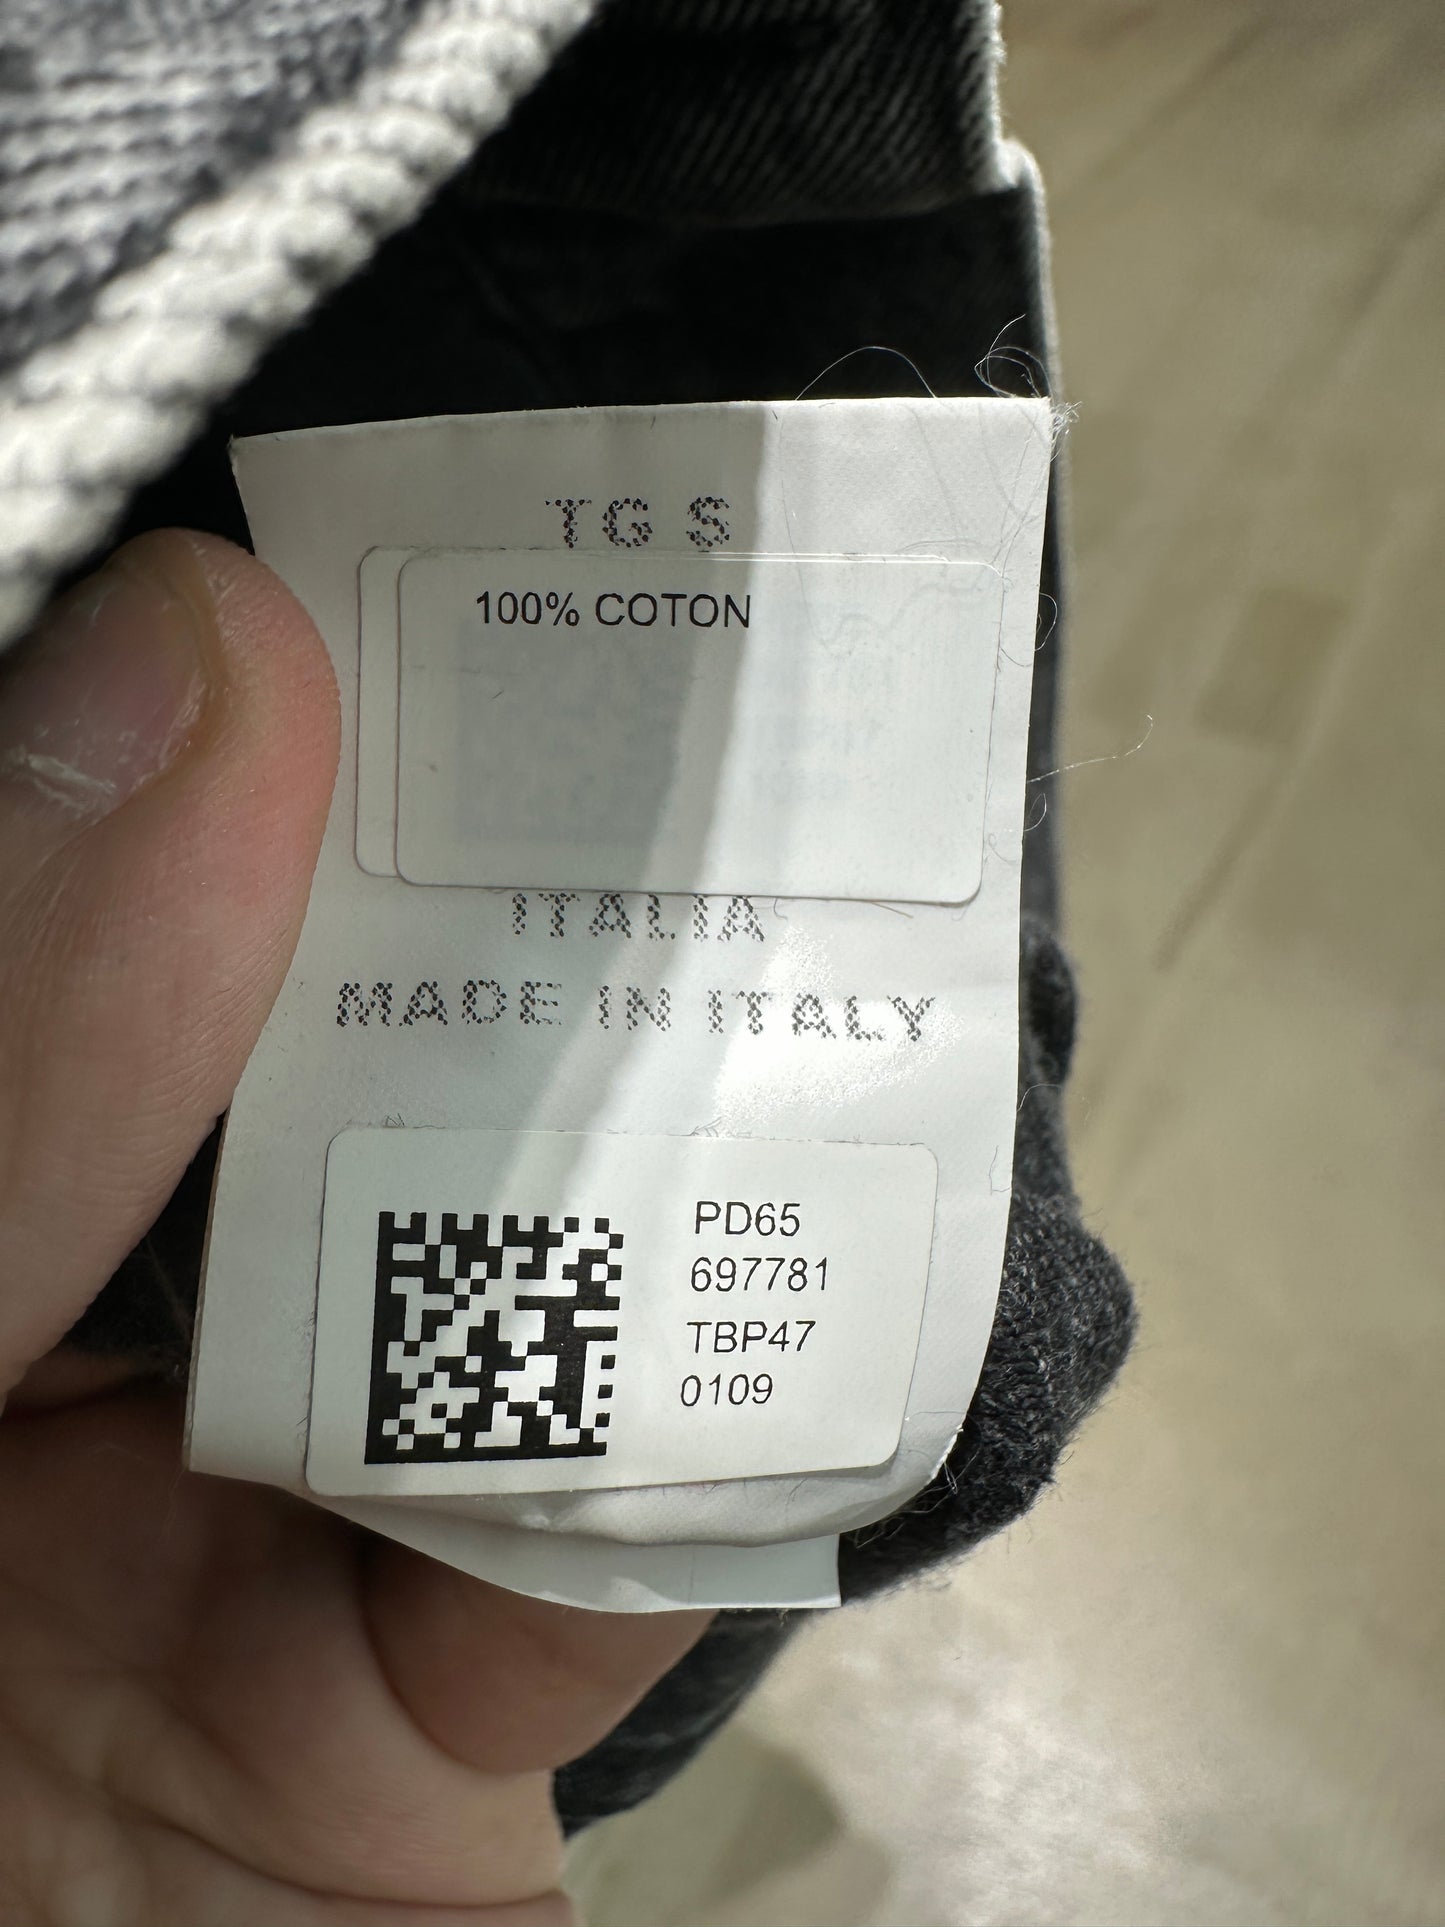 TG S
100% COTON
ITALIA
MADE IN ITALY
PD65
697781
TBP47
0109